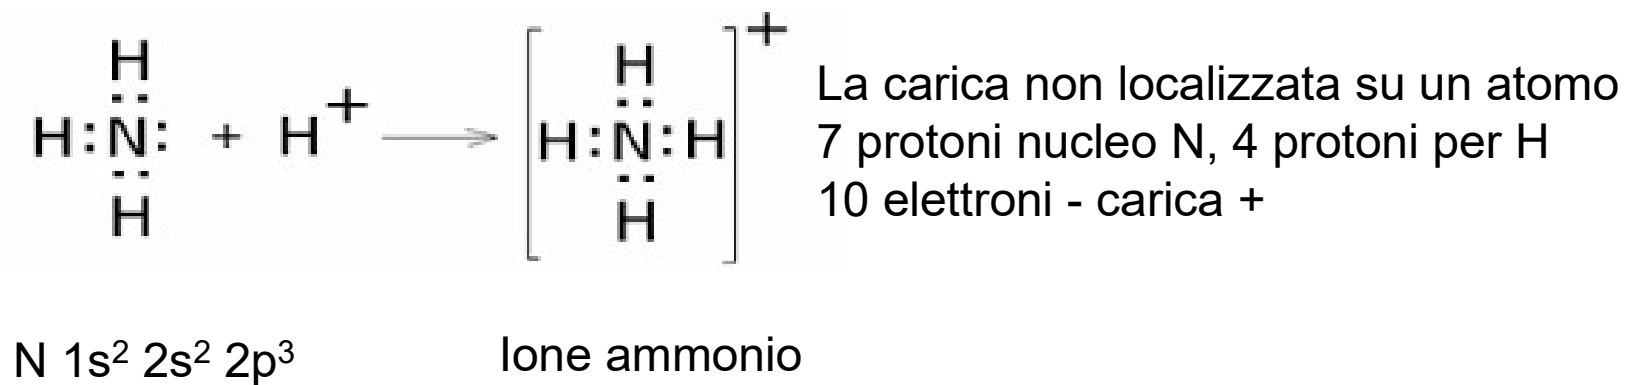 H
H:N: + H⁺ ⟶ [H:N:H]⁺
H
H
H
La carica non localizzata su un atomo
7 protoni nucleo N, 4 protoni per H
10 elettroni - carica +
N 1s² 2s² 2p³
Ione ammonio